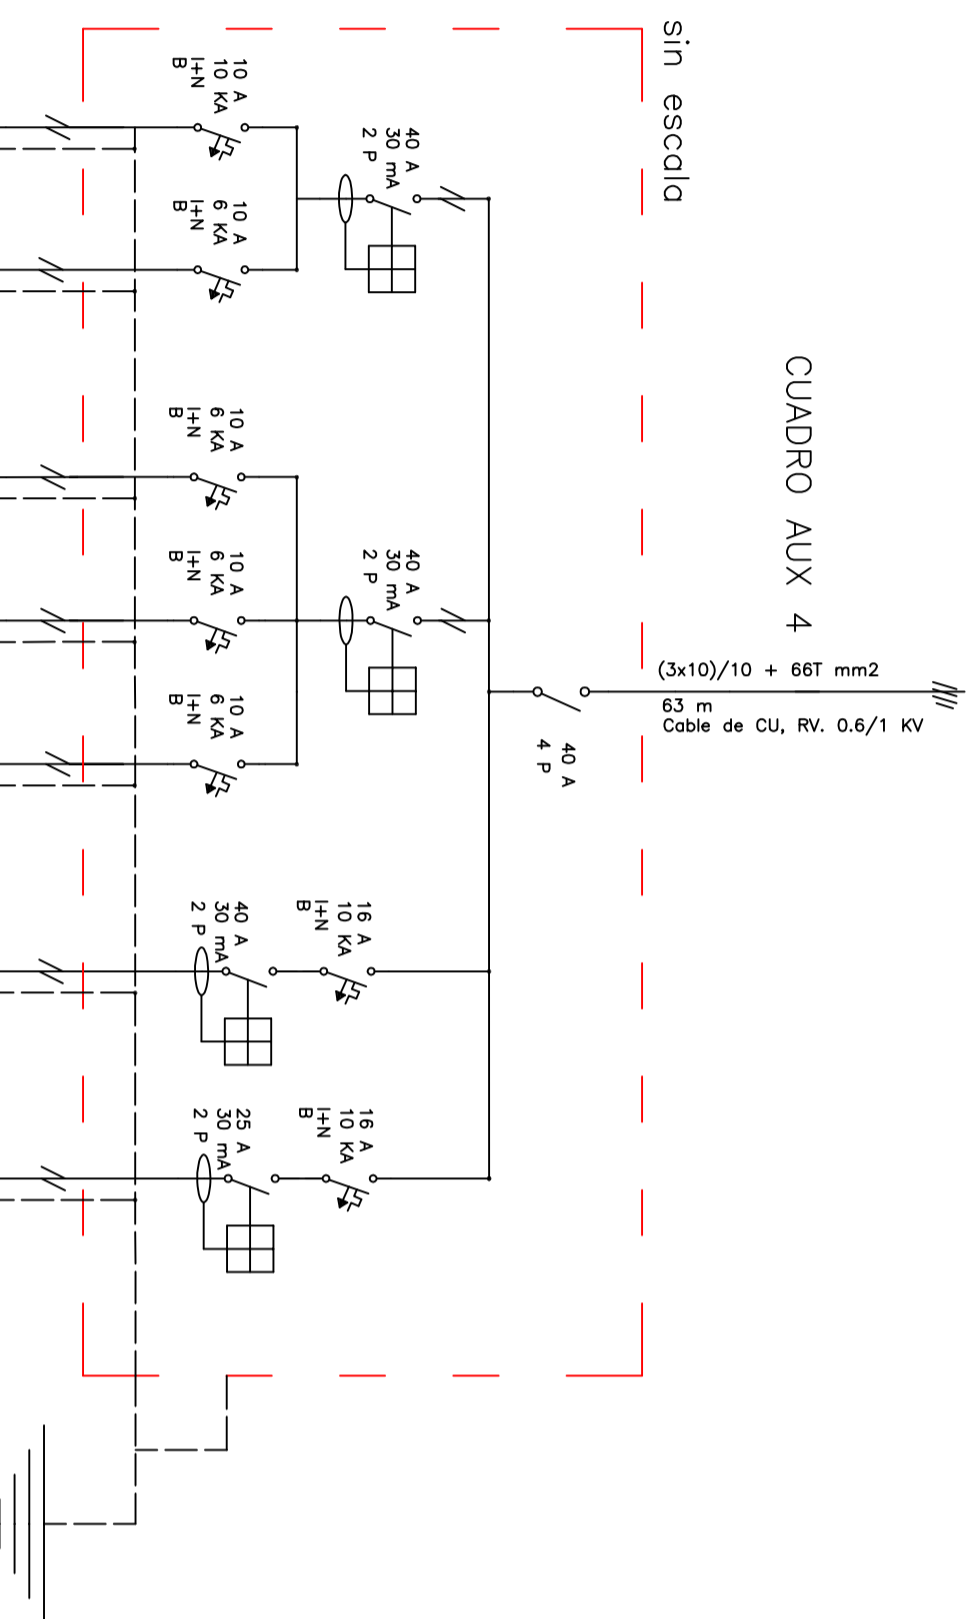 sin escala
CUADRO AUX 4
(3x10)/10 + 66T mm2
63 m
Cable de CU, RV. 0.6/1 KV
40 A
4 P
40 A
30 mA
2 P
10 A
10 KA
I+N
B
10 A
6 KA
I+N
B
40 A
30 mA
2 P
10 A
6 KA
I+N
B
10 A
6 KA
I+N
B
10 A
6 KA
I+N
B
16 A
10 KA
I+N
B
40 A
30 mA
2 P
16 A
10 KA
I+N
B
25 A
30 mA
2 P